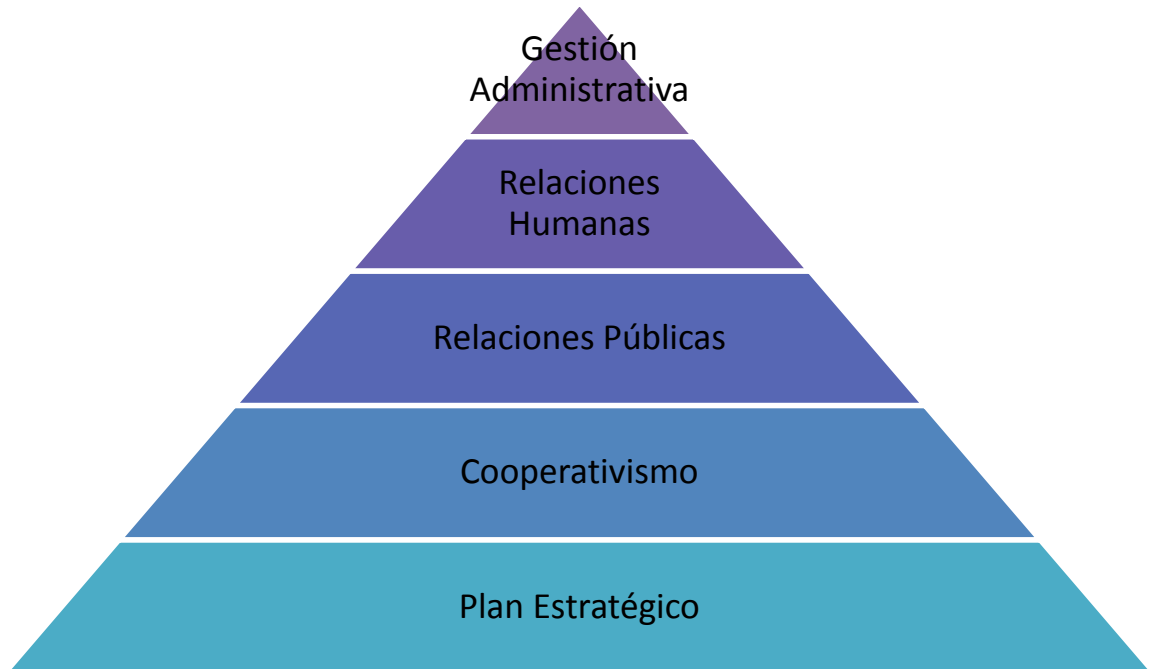 Gestión
Administrativa
Relaciones
Humanas
Relaciones Públicas
Cooperativismo
Plan Estratégico